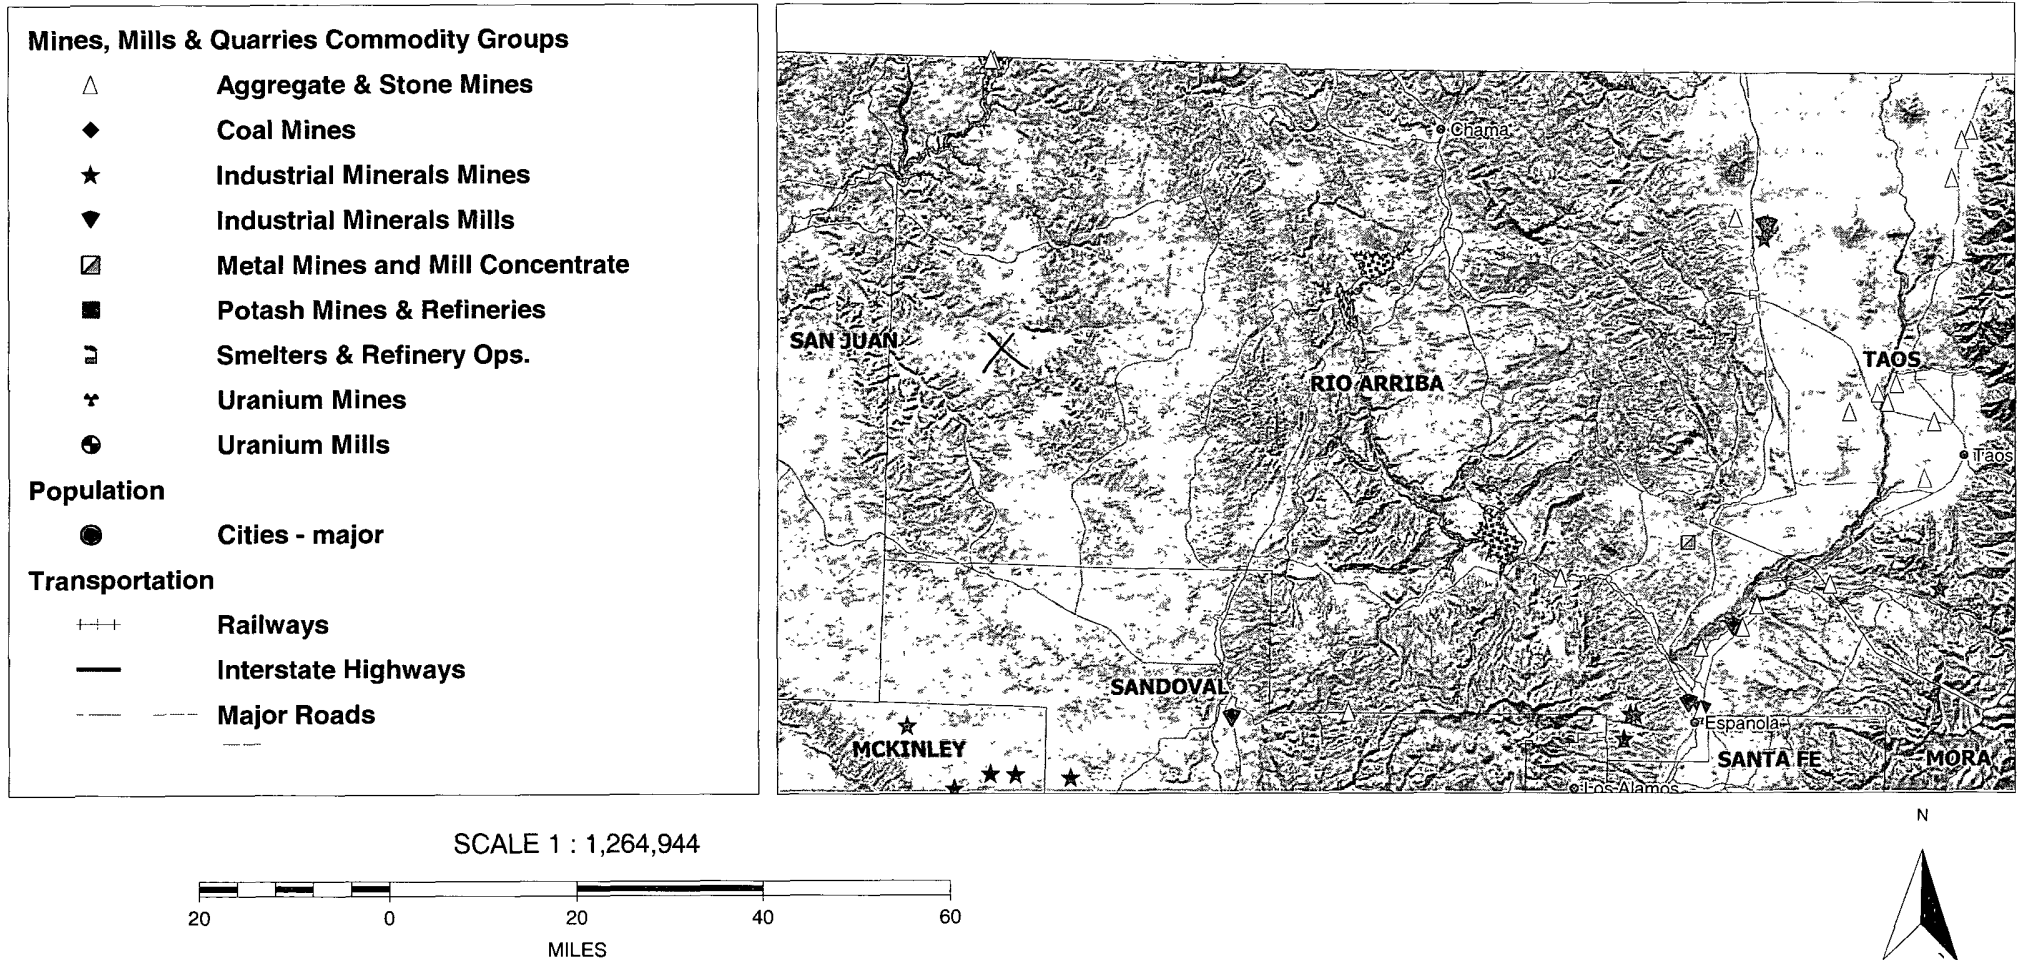 Mines, Mills & Quarries Commodity Groups
Aggregate & Stone Mines
Coal Mines
Industrial Minerals Mines
Industrial Minerals Mills
Metal Mines and Mill Concentrate
Potash Mines & Refineries
Smelters & Refinery Ops.
Uranium Mines
Uranium Mills
Population
Cities - major
Transportation
Railways
Interstate Highways
Major Roads
Chama
SAN JUAN
RIO ARRIBA
TAOS
Taos
SANDOVAL
MCKINLEY
Espanola
SANTA FE
MORA
Los Alamos
SCALE 1 : 1,264,944
20 0 20 40 60
MILES
N